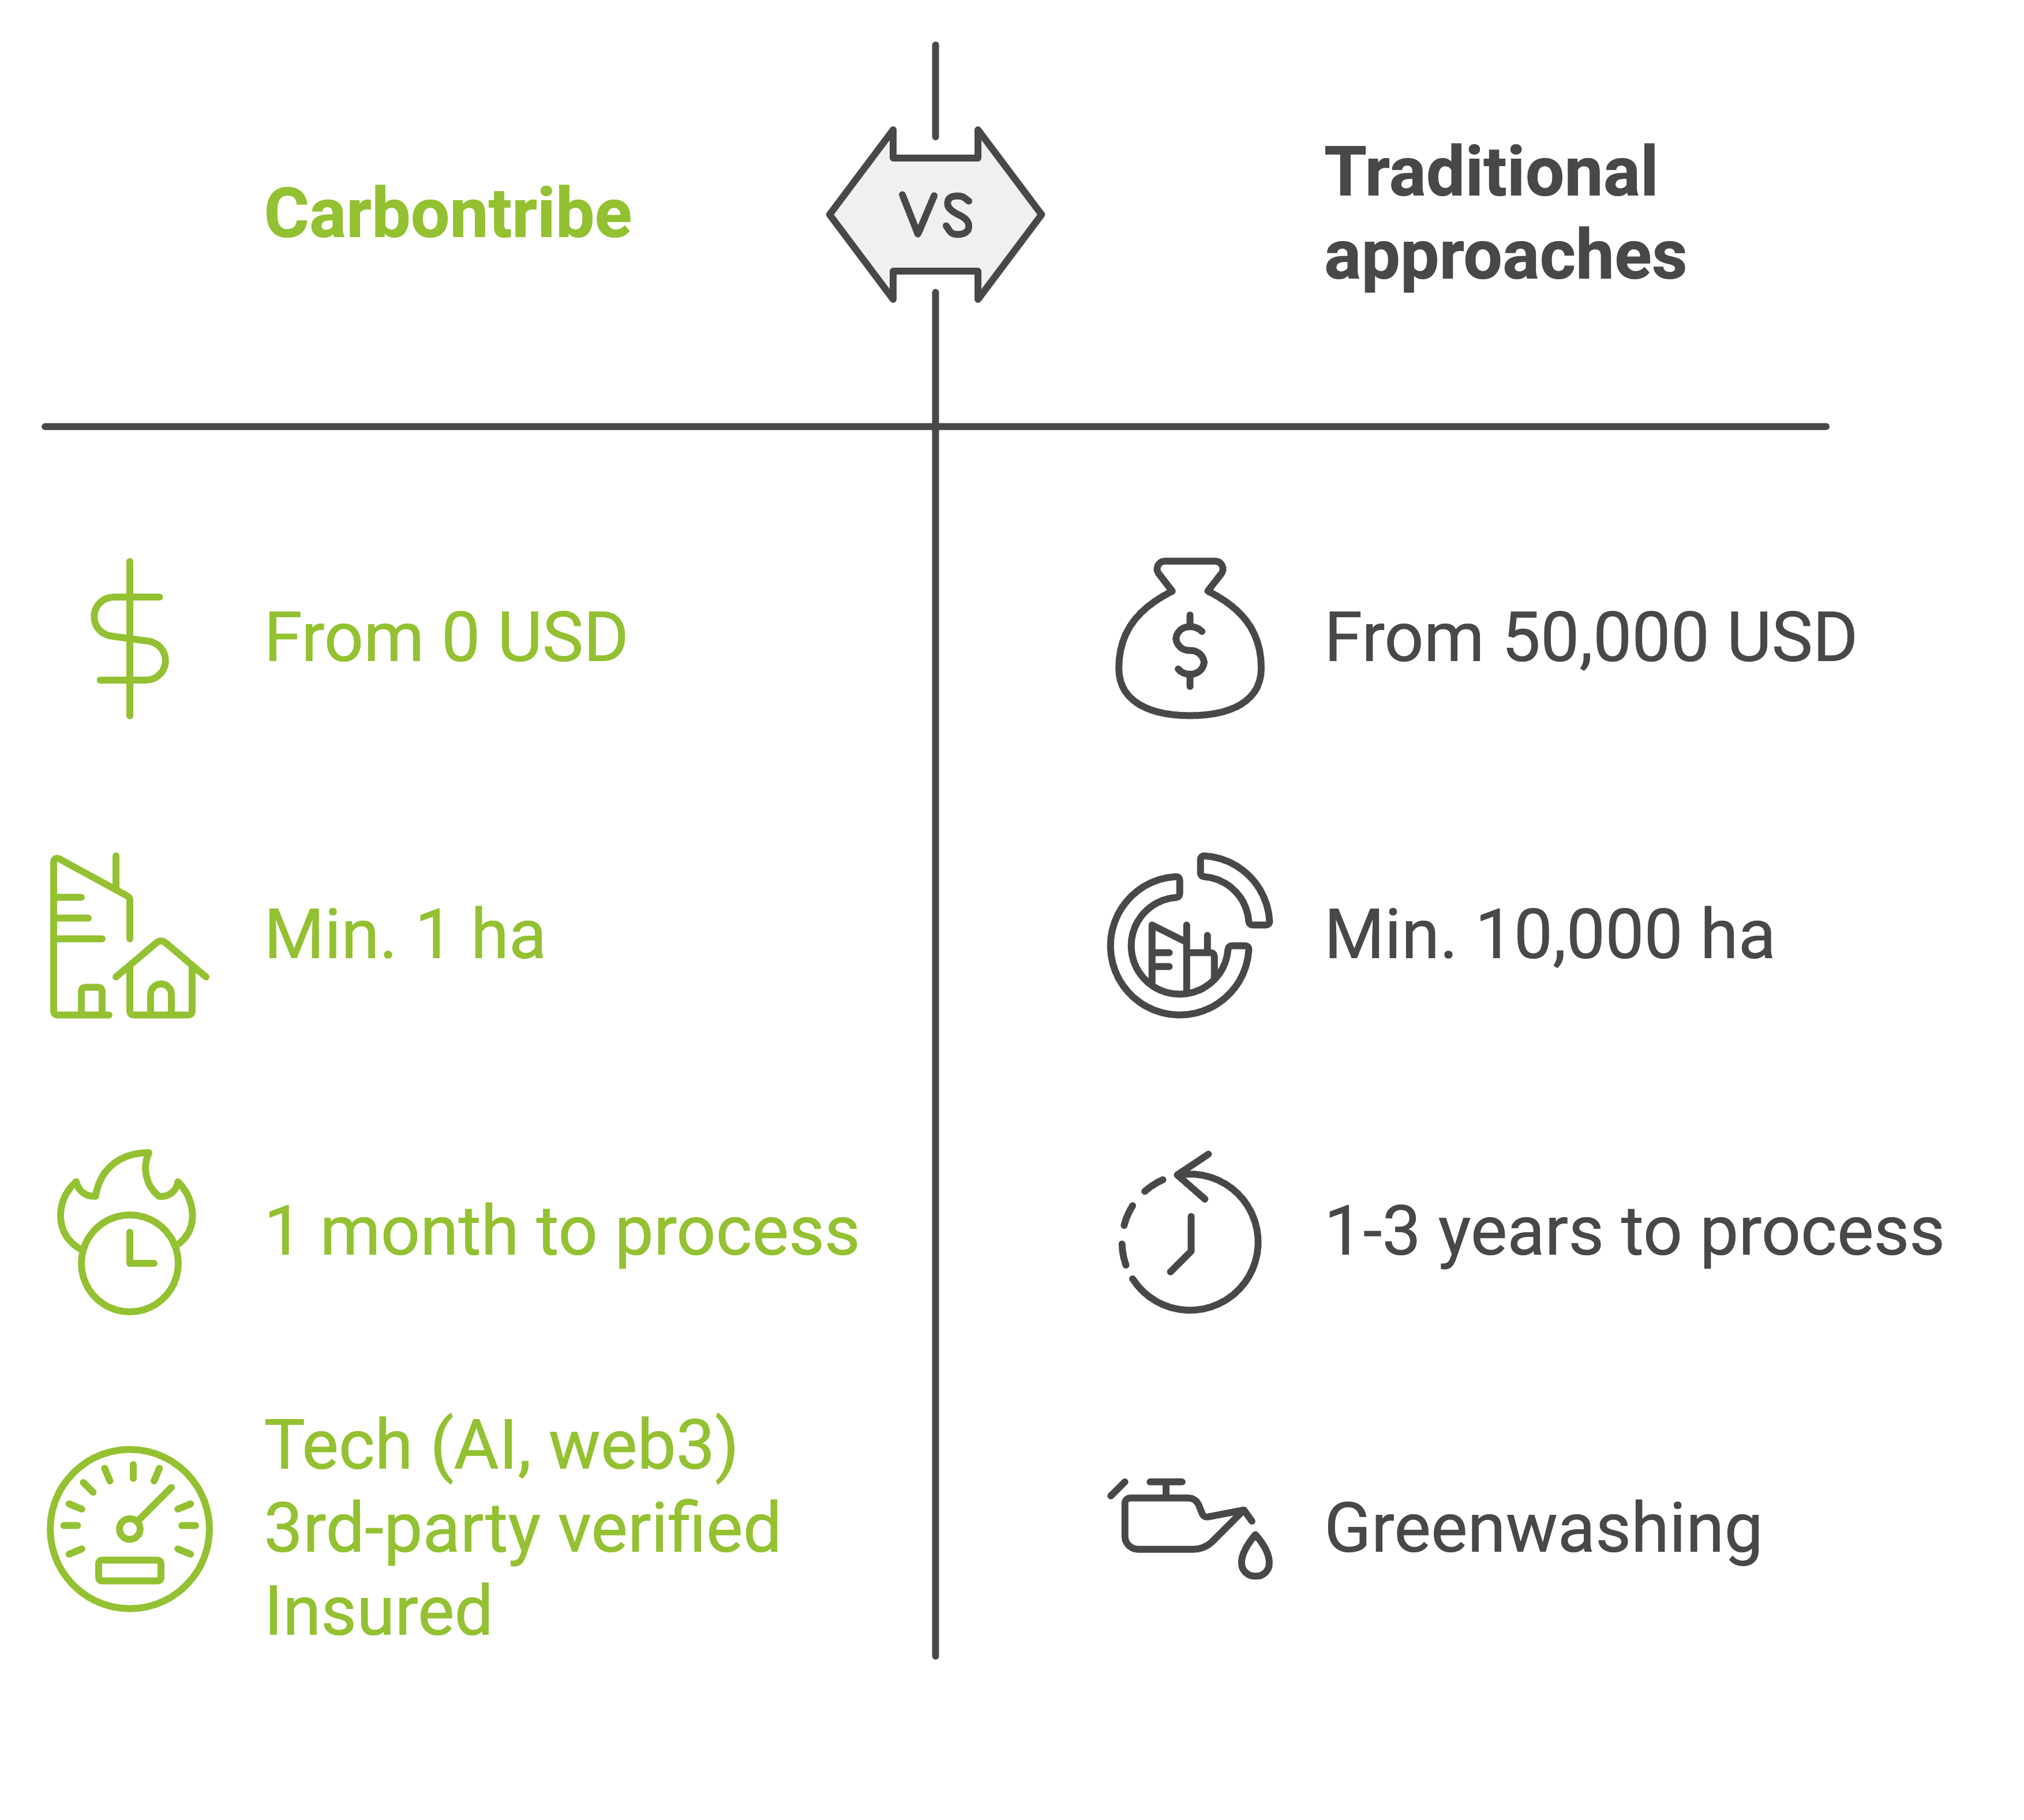 Carbontribe
VS
Traditional
approaches
From 0 USD
From 50,000 USD
Min. 1 ha
Min. 10,000 ha
1 month to process
1-3 years to process
Tech (AI, web3)
3rd-party verified
Insured
Greenwashing